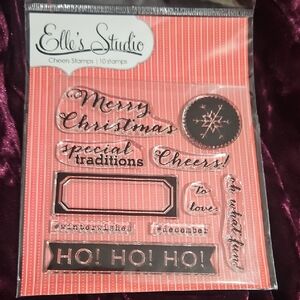 Elle's Studio
Cheers Stamps | 10 stamps
Merry
Christmas
special
traditions
Cheers!
To
love
oh what fun!
#winterwishes
#december
HO! HO! HO!